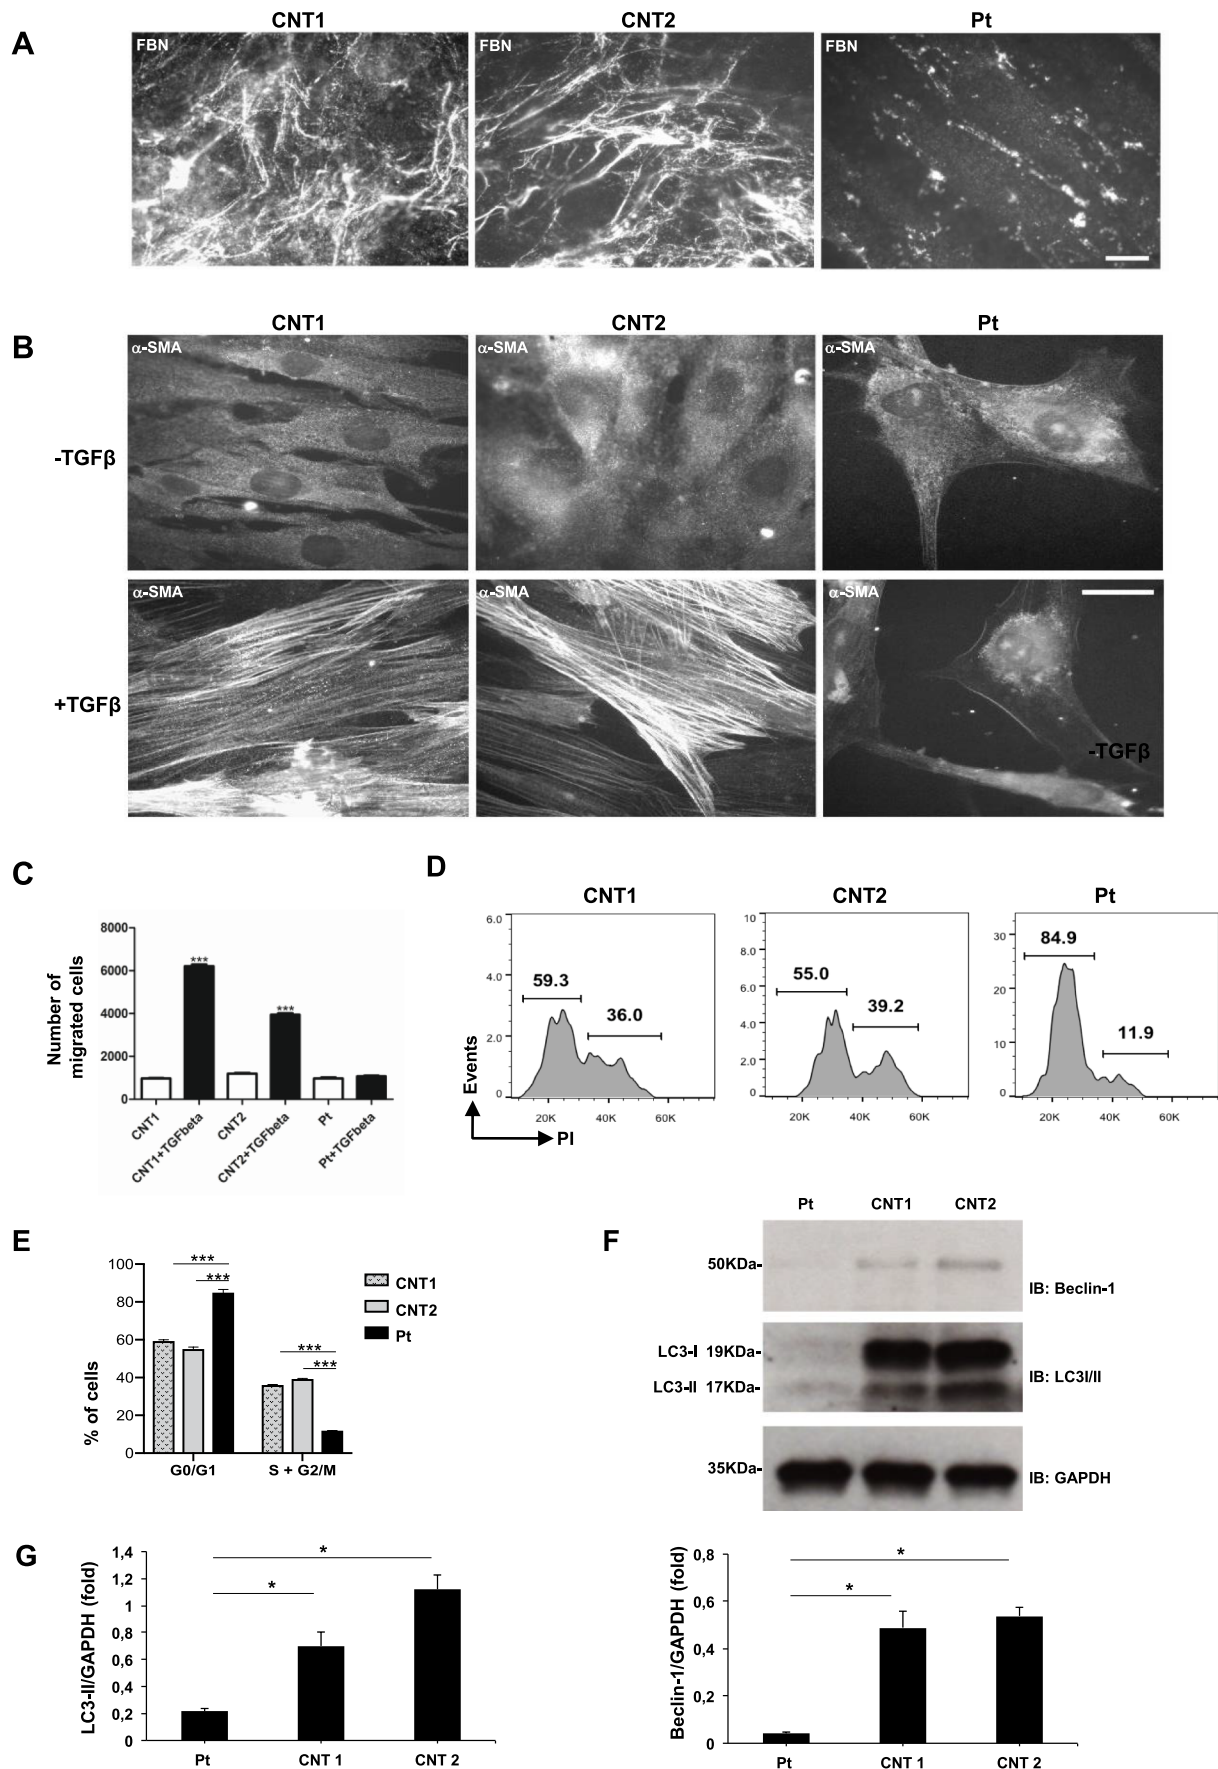 A
CNT1 CNT2 Pt
FBN FBN FBN
B
CNT1 CNT2 Pt
-TGFβ
α-SMA α-SMA α-SMA
+TGFβ
α-SMA α-SMA α-SMA
-TGFβ
C
Number of
migrated cells
8000
6000
4000
2000
0
*** ***
CNT1 CNT1+TGFbeta CNT2 CNT2+TGFbeta Pt Pt+TGFbeta
D
CNT1 CNT2 Pt
Events
PI
6.0
4.0
2.0
0
59.3
36.0
20K 40K 60K
10
8.0
6.0
4.0
2.0
0
55.0
39.2
20K 40K 60K
30
20
10
0
84.9
11.9
20K 40K 60K
E
% of cells
100
80
60
40
20
0
***
***
***
***
G0/G1 S + G2/M
CNT1
CNT2
Pt
F
Pt CNT1 CNT2
50KDa-
IB: Beclin-1
LC3-I 19KDa-
LC3-II 17KDa-
IB: LC3I/II
35KDa-
IB: GAPDH
G
LC3-II/GAPDH (fold)
1,4
1,2
1
0,8
0,6
0,4
0,2
0
*
*
Pt CNT 1 CNT 2
Beclin-1/GAPDH (fold)
0,8
0,6
0,4
0,2
0
*
*
Pt CNT 1 CNT 2